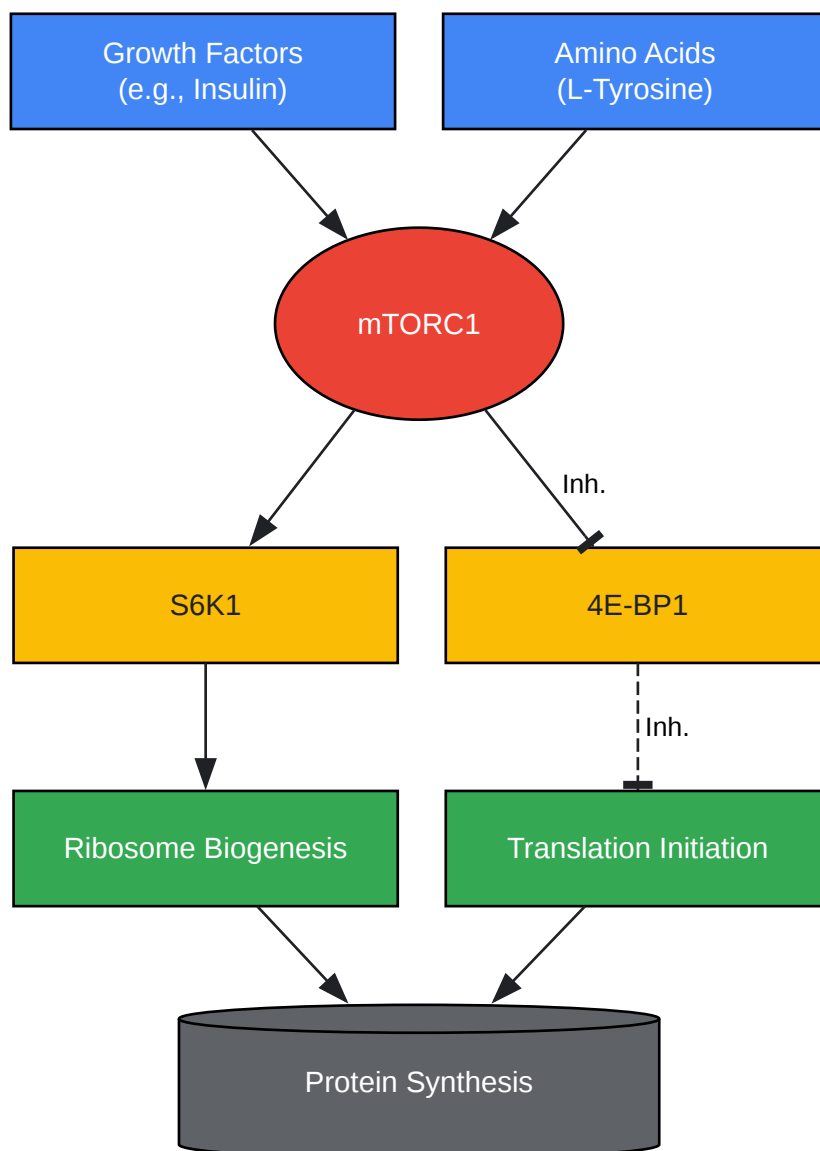 Growth Factors
(e.g., Insulin)
Amino Acids
(L-Tyrosine)
mTORC1
Inh.
S6K1
4E-BP1
Inh.
Ribosome Biogenesis
Translation Initiation
Protein Synthesis